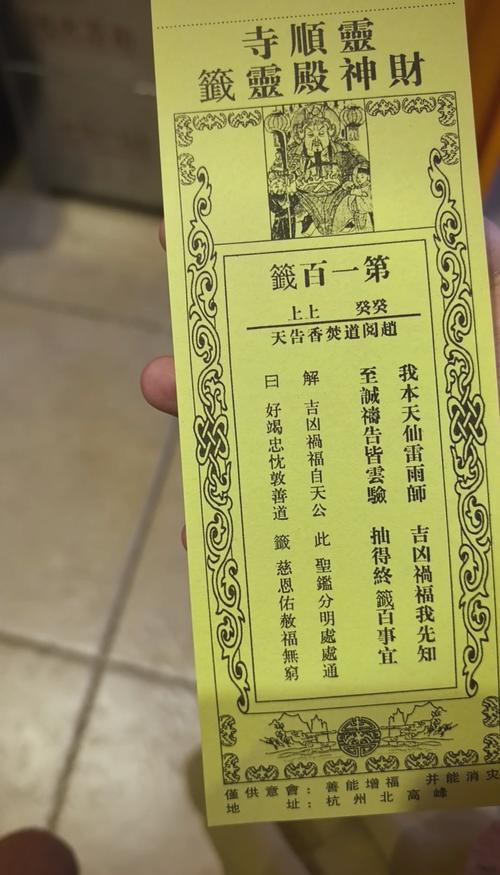 靈順寺
財神殿靈籤
第一百籤
癸癸 上上
趙閱道焚香告天
我本天仙雷雨師 吉凶禍福我先知
至誠禱告皆雲驗 抽得終籤百事宜
解 吉凶禍福自天公 此 聖鑑分明處處通
曰 好竭忠忱敦善道 籤 慈恩佑赦福無窮
僅供意會：善能增福 并能消灾
地 址：杭州北高峰